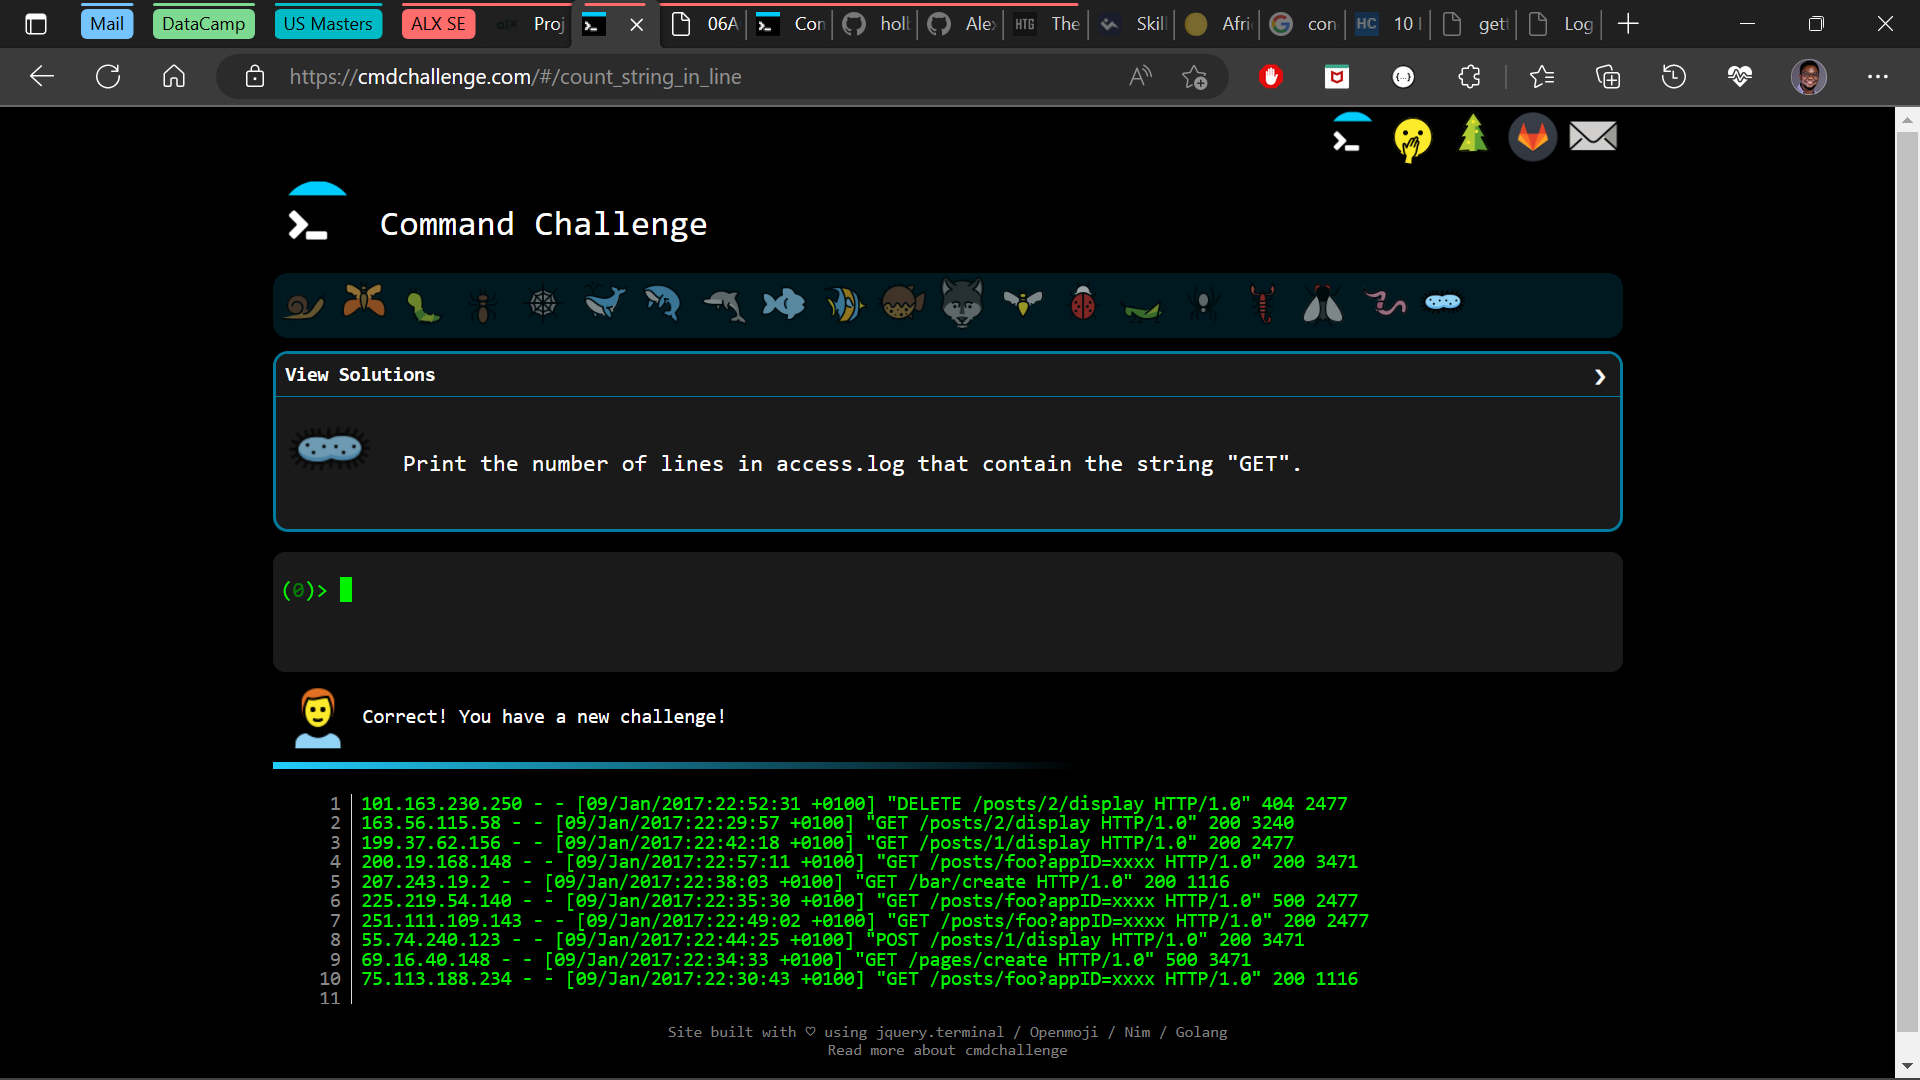 Mail DataCamp US Masters ALX SE alx Proj 06A Con holl Ale HTG The Skil Afri con HC 10 gett Log
https://cmdchallenge.com/#/count_string_in_line
Command Challenge
View Solutions
Print the number of lines in access.log that contain the string "GET".
(0)>
Correct! You have a new challenge!
1 101.163.230.250 - - [09/Jan/2017:22:52:31 +0100] "DELETE /posts/2/display HTTP/1.0" 404 2477
2 163.56.115.58 - - [09/Jan/2017:22:29:57 +0100] "GET /posts/2/display HTTP/1.0" 200 3240
3 199.37.62.156 - - [09/Jan/2017:22:42:18 +0100] "GET /posts/1/display HTTP/1.0" 200 2477
4 200.19.168.148 - - [09/Jan/2017:22:57:11 +0100] "GET /posts/foo?appID=xxxx HTTP/1.0" 200 3471
5 207.243.19.2 - - [09/Jan/2017:22:38:03 +0100] "GET /bar/create HTTP/1.0" 200 1116
6 225.219.54.140 - - [09/Jan/2017:22:35:30 +0100] "GET /posts/foo?appID=xxxx HTTP/1.0" 500 2477
7 251.111.109.143 - - [09/Jan/2017:22:49:02 +0100] "GET /posts/foo?appID=xxxx HTTP/1.0" 200 2477
8 55.74.240.123 - - [09/Jan/2017:22:44:25 +0100] "POST /posts/1/display HTTP/1.0" 200 3471
9 69.16.40.148 - - [09/Jan/2017:22:34:33 +0100] "GET /pages/create HTTP/1.0" 500 3471
10 75.113.188.234 - - [09/Jan/2017:22:30:43 +0100] "GET /posts/foo?appID=xxxx HTTP/1.0" 200 1116
11
Site built with ♡ using jquery.terminal / Openmoji / Nim / Golang
Read more about cmdchallenge